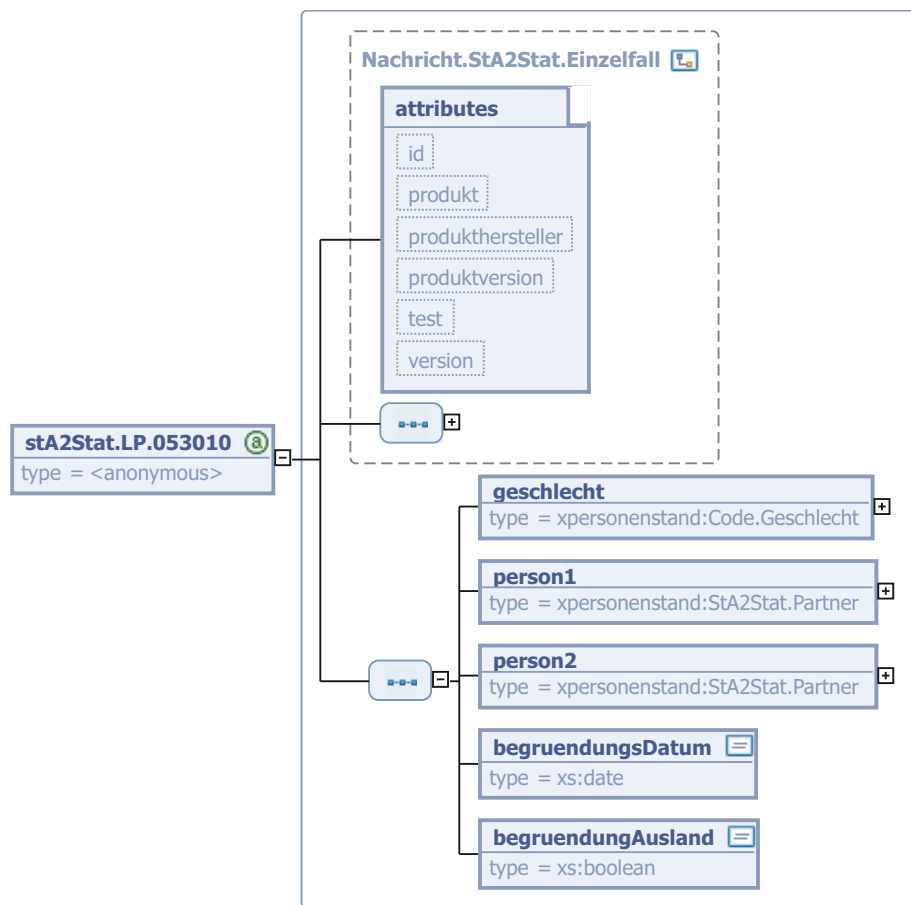 Nachricht.StA2Stat.Einzelfall
attributes
id
produkt
produkthersteller
produktversion
test
version
stA2Stat.LP.053010 a
type = <anonymous>
geschlecht
type = xpersonenstand:Code.Geschlecht
person1
type = xpersonenstand:StA2Stat.Partner
person2
type = xpersonenstand:StA2Stat.Partner
begruendungsDatum
type = xs:date
begruendungAusland
type = xs:boolean